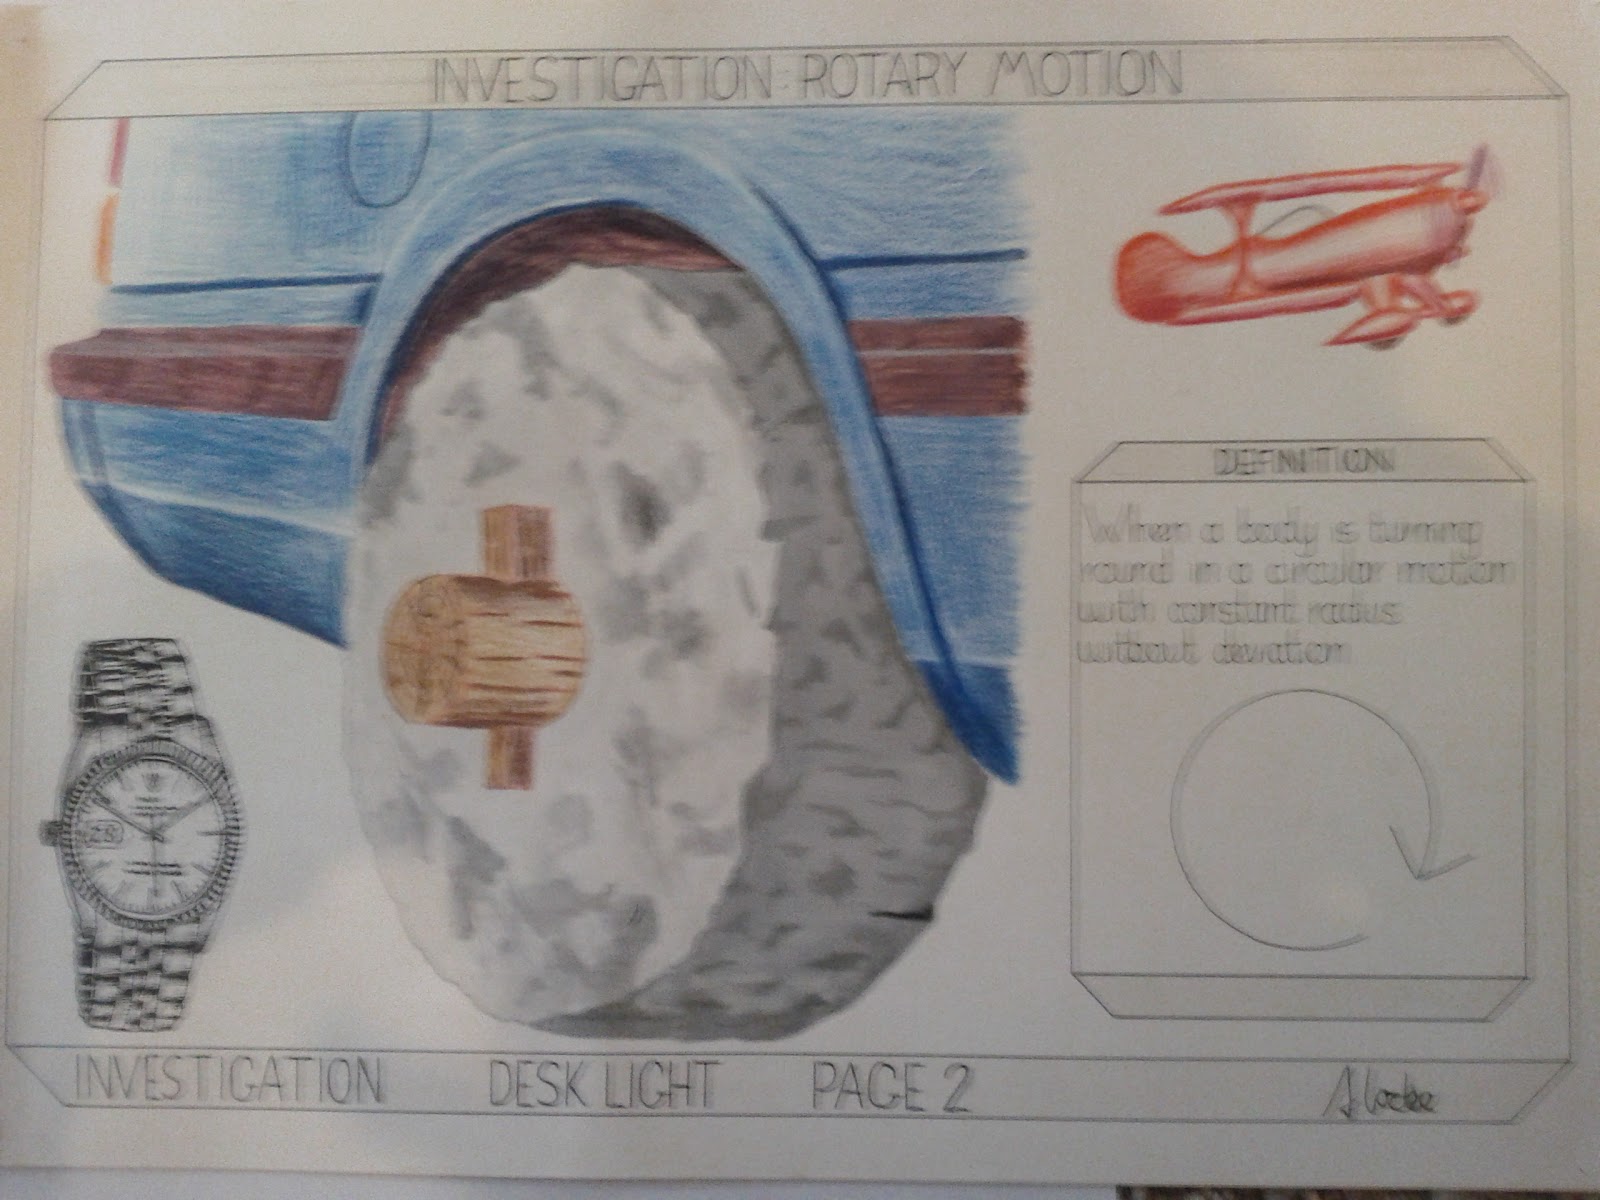 INVESTIGATION: ROTARY MOTION
DEFINITION
When a body is turning
round in a circular motion
with constant radius
without deviation
28
INVESTIGATION DESK LIGHT PAGE 2